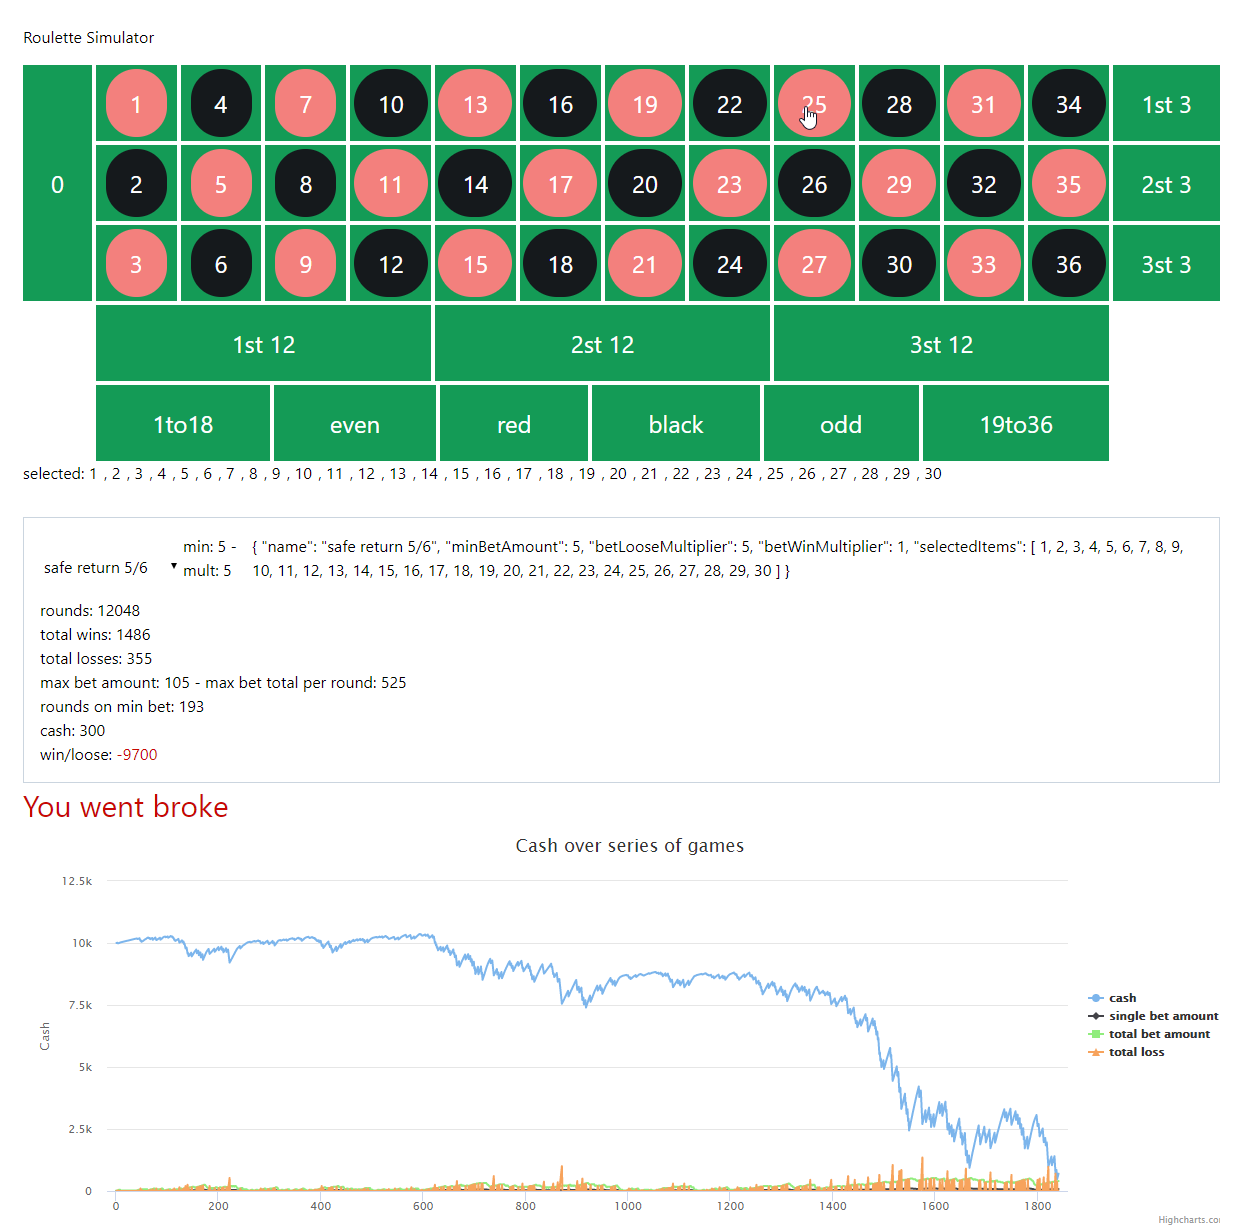 Roulette Simulator
1 4 7 10 13 16 19 22 25 28 31 34 1st 3
0 2 5 8 11 14 17 20 23 26 29 32 35 2st 3
3 6 9 12 15 18 21 24 27 30 33 36 3st 3
1st 12 2st 12 3st 12
1to18 even red black odd 19to36
selected: 1 , 2 , 3 , 4 , 5 , 6 , 7 , 8 , 9 , 10 , 11 , 12 , 13 , 14 , 15 , 16 , 17 , 18 , 19 , 20 , 21 , 22 , 23 , 24 , 25 , 26 , 27 , 28 , 29 , 30
safe return 5/6
min: 5 -
mult: 5
{ "name": "safe return 5/6", "minBetAmount": 5, "betLooseMultiplier": 5, "betWinMultiplier": 1, "selectedItems": [ 1, 2, 3, 4, 5, 6, 7, 8, 9,
10, 11, 12, 13, 14, 15, 16, 17, 18, 19, 20, 21, 22, 23, 24, 25, 26, 27, 28, 29, 30 ] }
rounds: 12048
total wins: 1486
total losses: 355
max bet amount: 105 - max bet total per round: 525
rounds on min bet: 193
cash: 300
win/loose: -9700
You went broke
Cash over series of games
12.5k
10k
7.5k
5k
2.5k
0
Cash
0 200 400 600 800 1000 1200 1400 1600 1800
cash
single bet amount
total bet amount
total loss
Highcharts.co